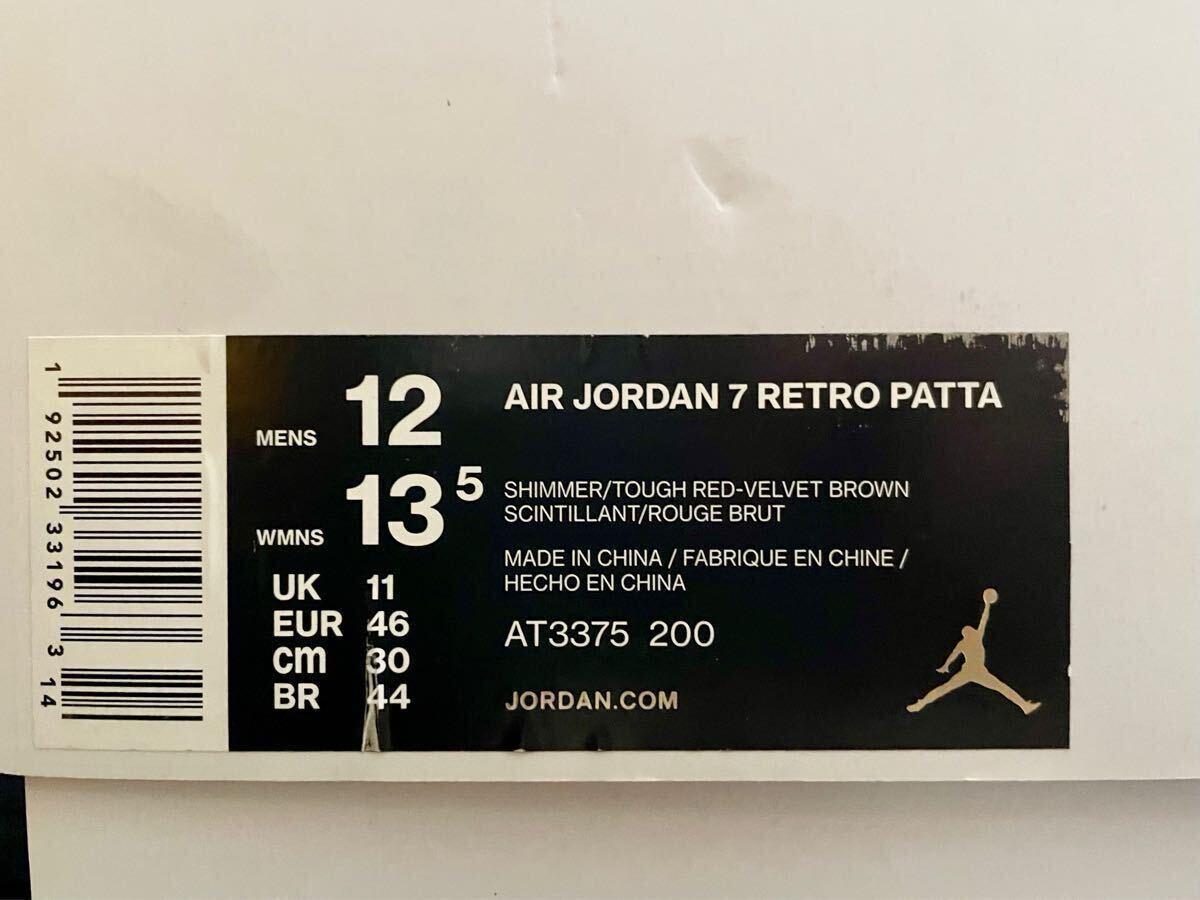 1 92502 33196 3 14
MENS 12
WMNS 13 5
UK 11
EUR 46
cm 30
BR 44
AIR JORDAN 7 RETRO PATTA
SHIMMER/TOUGH RED-VELVET BROWN
SCINTILLANT/ROUGE BRUT
MADE IN CHINA / FABRIQUE EN CHINE /
HECHO EN CHINA
AT3375 200
JORDAN.COM